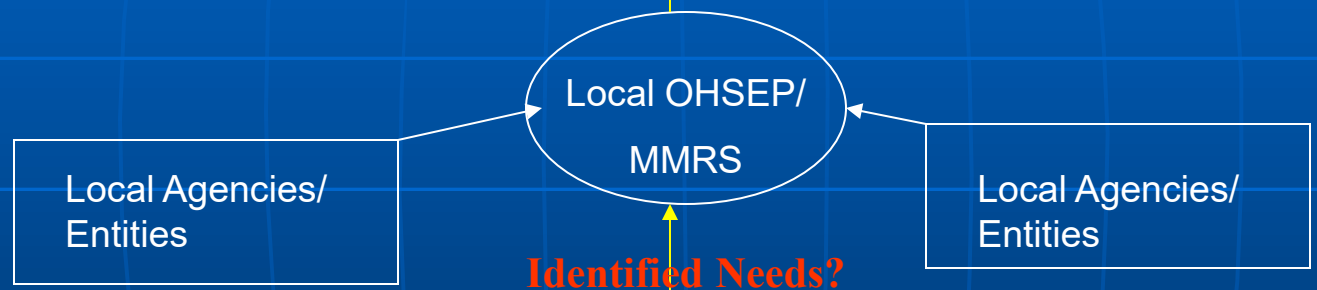 Local OHSEP/
MMRS
Local Agencies/
Entities
Local Agencies/
Entities
Identified Needs?